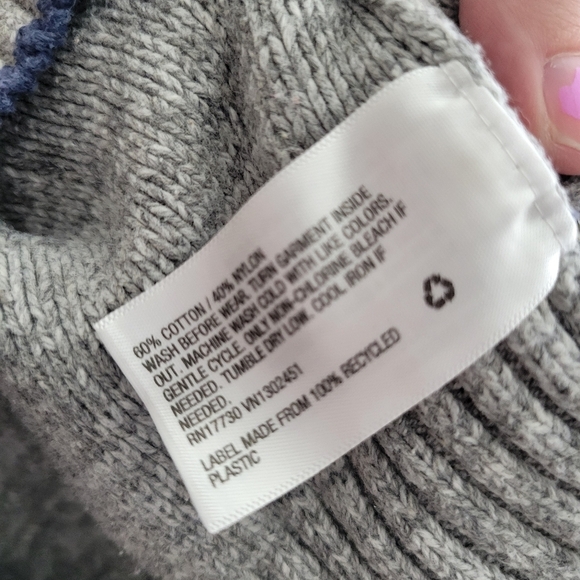 60% COTTON / 40% NYLON
WASH BEFORE WEAR. TURN GARMENT INSIDE
OUT. MACHINE WASH COLD WITH LIKE COLORS,
GENTLE CYCLE. ONLY NON-CHLORINE BLEACH IF
NEEDED. TUMBLE DRY LOW. COOL IRON IF
NEEDED.
RN17730 VN1302451
LABEL MADE FROM 100% RECYCLED
PLASTIC